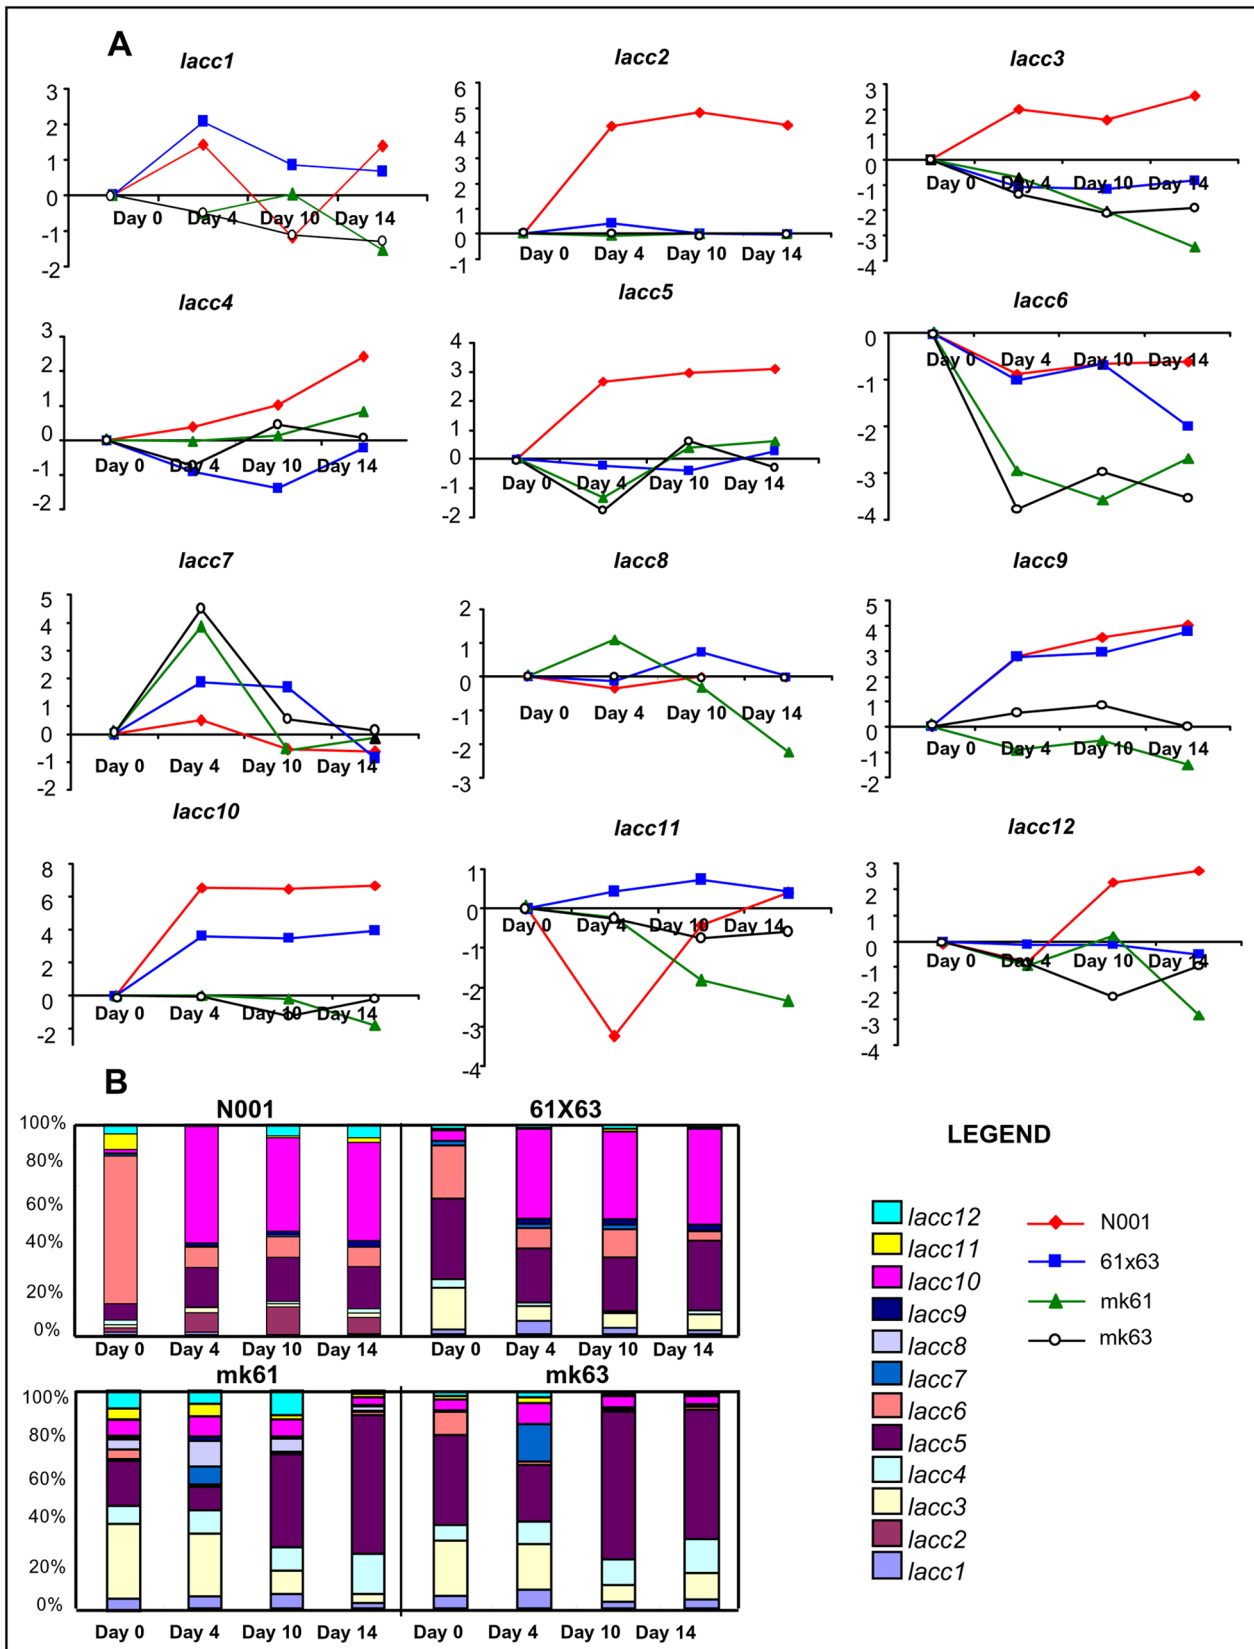 A
lacc1
3
2
1
0
-1
-2
Day 0 Day 4 Day 10 Day 14
lacc2
6
5
4
3
2
1
0
-1
Day 0 Day 4 Day 10 Day 14
lacc3
3
2
1
0
-1
-2
-3
-4
Day 0 Day 4 Day 10 Day 14
lacc4
3
2
1
0
-1
-2
Day 0 Day 4 Day 10 Day 14
lacc5
4
3
2
1
0
-1
-2
Day 0 Day 4 Day 10 Day 14
lacc6
0
-1
-2
-3
-4
Day 0 Day 4 Day 10 Day 14
lacc7
5
4
3
2
1
0
-1
-2
Day 0 Day 4 Day 10 Day 14
lacc8
2
1
0
-1
-2
-3
Day 0 Day 4 Day 10 Day 14
lacc9
5
4
3
2
1
0
-1
-2
Day 0 Day 4 Day 10 Day 14
lacc10
8
6
4
2
0
-2
Day 0 Day 4 Day 10 Day 14
lacc11
1
0
-1
-2
-3
-4
Day 0 Day 4 Day 10 Day 14
lacc12
3
2
1
0
-1
-2
-3
-4
Day 0 Day 4 Day 10 Day 14
B
N001 61X63
100%
80%
60%
40%
20%
0%
Day 0 Day 4 Day 10 Day 14 Day 0 Day 4 Day 10 Day 14
mk61 mk63
100%
80%
60%
40%
20%
0%
Day 0 Day 4 Day 10 Day 14 Day 0 Day 4 Day 10 Day 14
LEGEND
lacc12
lacc11
lacc10
lacc9
lacc8
lacc7
lacc6
lacc5
lacc4
lacc3
lacc2
lacc1
N001
61x63
mk61
mk63